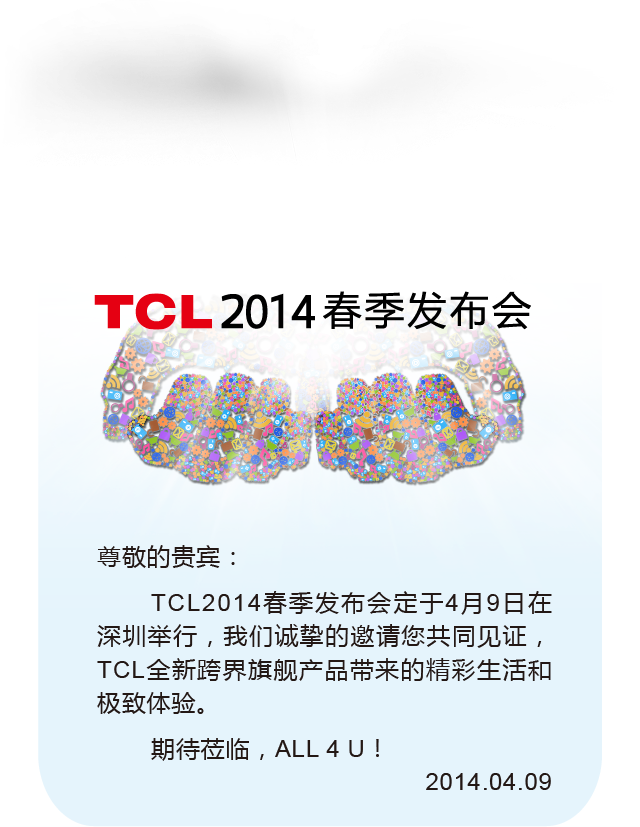 TCL 2014春季发布会
尊敬的贵宾：
TCL2014春季发布会定于4月9日在
深圳举行，我们诚挚的邀请您共同见证，
TCL全新跨界旗舰产品带来的精彩生活和
极致体验。
期待莅临，ALL 4 U！
2014.04.09